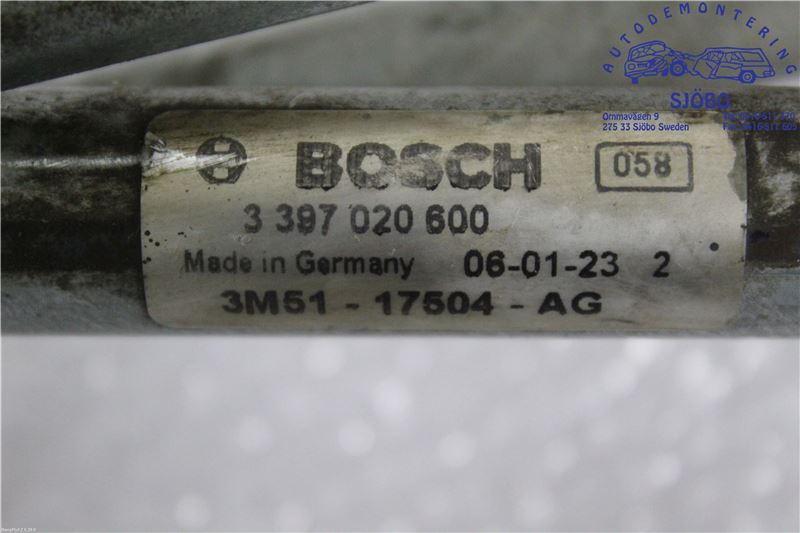 AUTODEMONTERING
SJÖBO
Ommavägen 9
275 33 Sjöbo Sweden
BOSCH 058
3 397 020 600
Made in Germany 06-01-23 2
3M51 - 17504 - AG